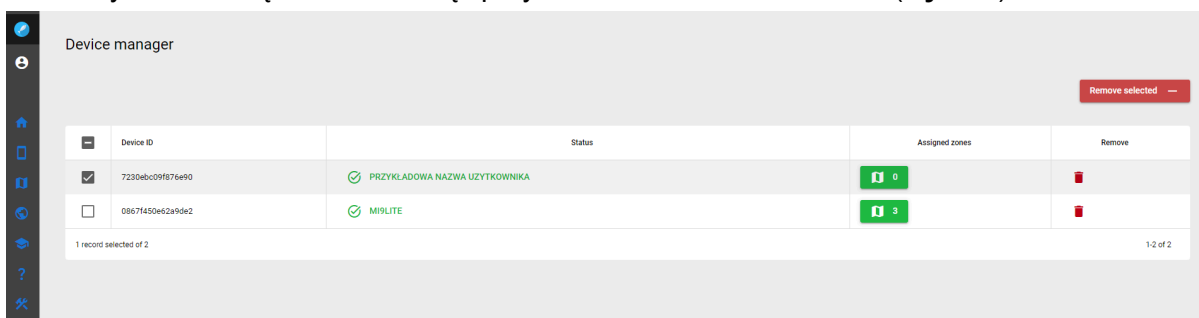 Device manager
Remove selected
Device ID Status Assigned zones Remove
7230ebc09f876e90 PRZYKŁADOWA NAZWA UZYTKOWNIKA 0
0867f450e62a9de2 MI9LITE 3
1 record selected of 2 1-2 of 2
?